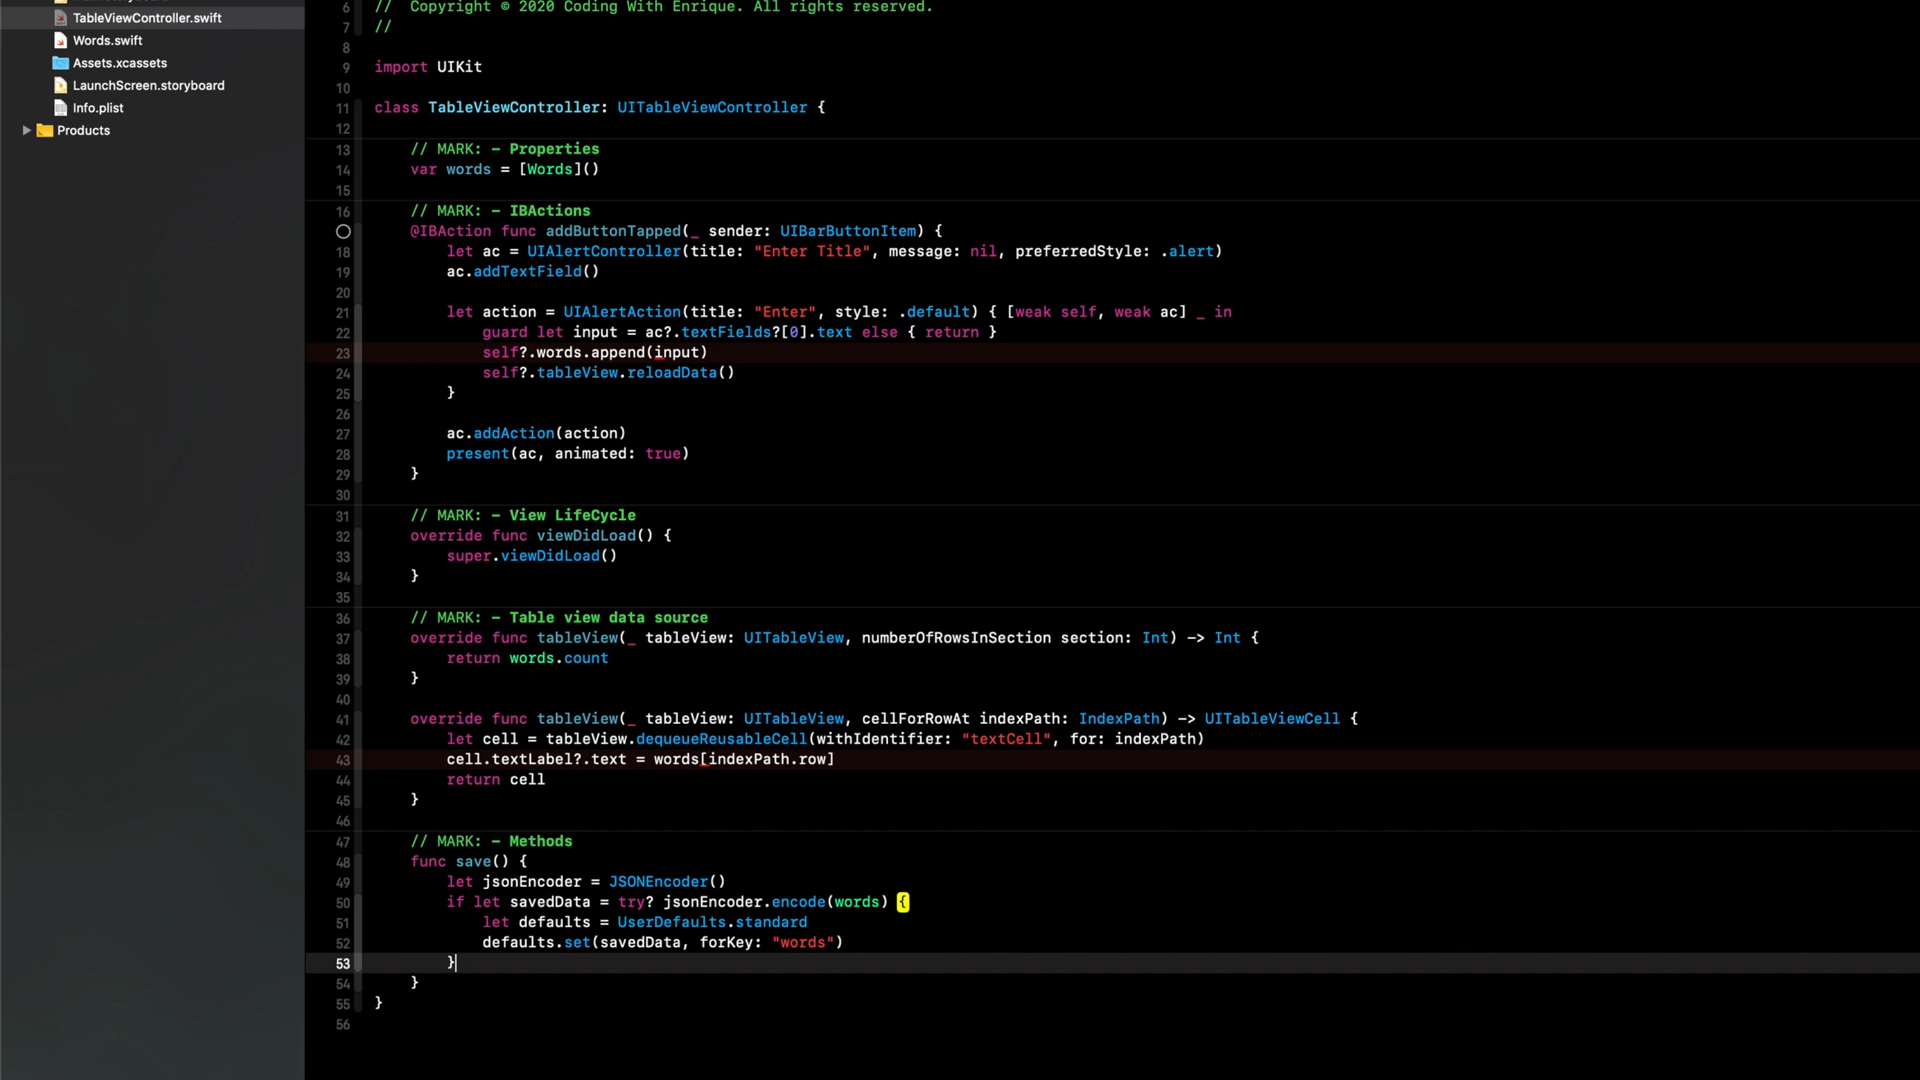 TableViewController.swift
Words.swift
Assets.xcassets
LaunchScreen.storyboard
Info.plist
Products
6 //  Copyright © 2020 Coding With Enrique. All rights reserved.
7 //
8
9 import UIKit
10
11 class TableViewController: UITableViewController {
12
13     // MARK: - Properties
14     var words = [Words]()
15
16     // MARK: - IBActions
    @IBAction func addButtonTapped(_ sender: UIBarButtonItem) {
18         let ac = UIAlertController(title: "Enter Title", message: nil, preferredStyle: .alert)
19         ac.addTextField()
20
21         let action = UIAlertAction(title: "Enter", style: .default) { [weak self, weak ac] _ in
22             guard let input = ac?.textFields?[0].text else { return }
23             self?.words.append(input)
24             self?.tableView.reloadData()
25         }
26
27         ac.addAction(action)
28         present(ac, animated: true)
29     }
30
31     // MARK: - View LifeCycle
32     override func viewDidLoad() {
33         super.viewDidLoad()
34     }
35
36     // MARK: - Table view data source
37     override func tableView(_ tableView: UITableView, numberOfRowsInSection section: Int) -> Int {
38         return words.count
39     }
40
41     override func tableView(_ tableView: UITableView, cellForRowAt indexPath: IndexPath) -> UITableViewCell {
42         let cell = tableView.dequeueReusableCell(withIdentifier: "textCell", for: indexPath)
43         cell.textLabel?.text = words[indexPath.row]
44         return cell
45     }
46
47     // MARK: - Methods
48     func save() {
49         let jsonEncoder = JSONEncoder()
50         if let savedData = try? jsonEncoder.encode(words) {
51             let defaults = UserDefaults.standard
52             defaults.set(savedData, forKey: "words")
53         }
54     }
55 }
56